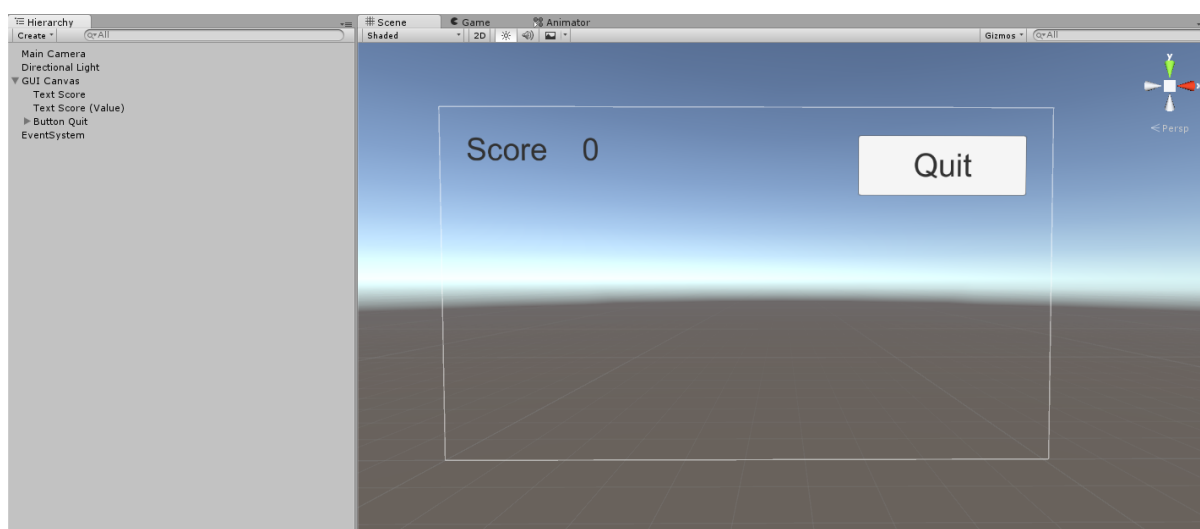 Hierarchy
Create
All
Main Camera
Directional Light
GUI Canvas
Text Score
Text Score (Value)
Button Quit
EventSystem
Scene
Game
Animator
Shaded
2D
Gizmos
All
y
x
Persp
Score 0
Quit